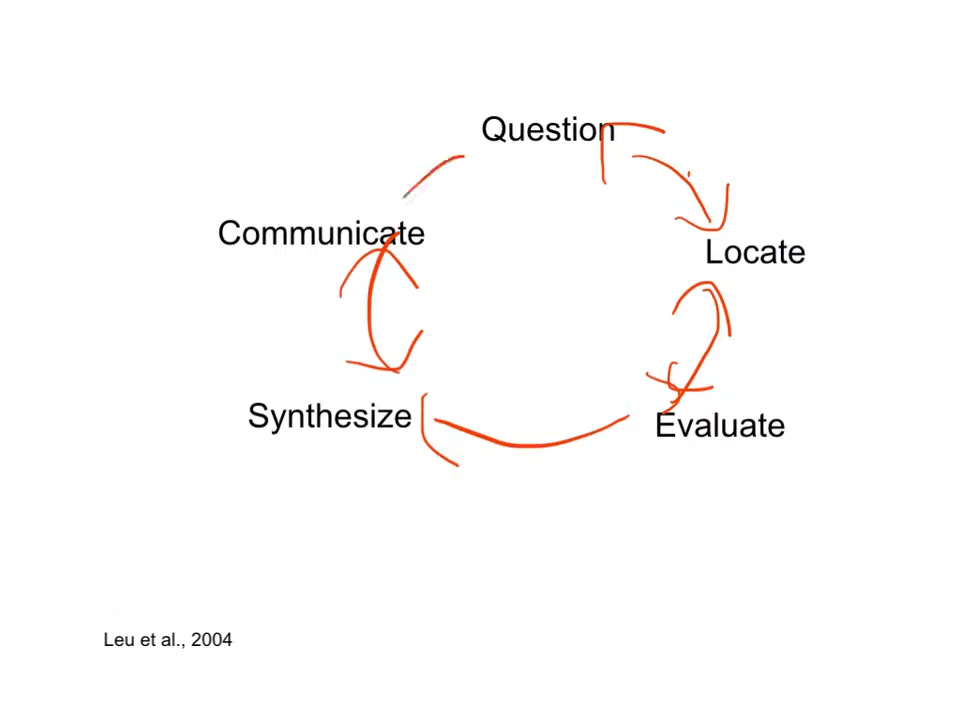 Question
Communicate
Locate
Synthesize
Evaluate
Leu et al., 2004